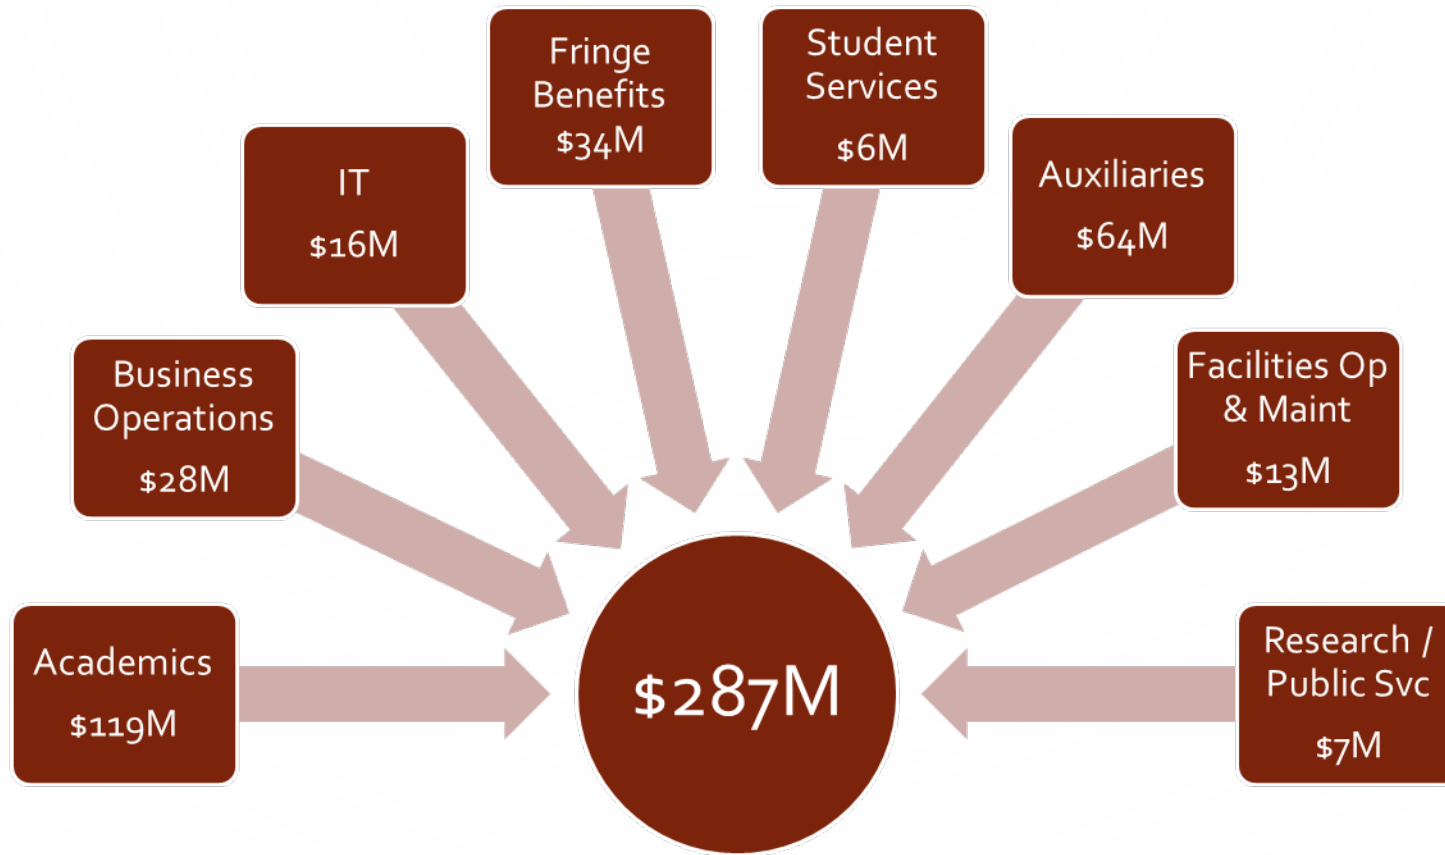 Fringe
Benefits
$34M
Student
Services
$6M
IT
$16M
Auxiliaries
$64M
Business
Operations
$28M
Facilities Op
& Maint
$13M
Academics
$119M
$287M
Research /
Public Svc
$7M